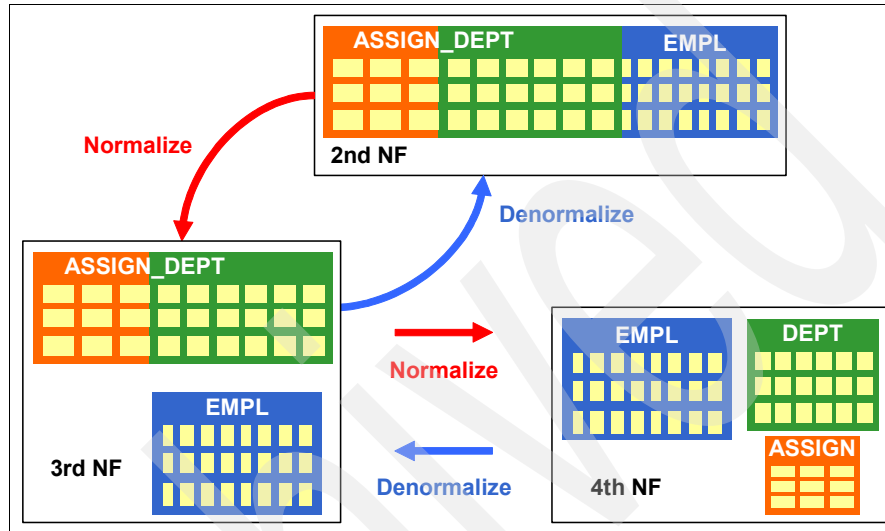 ASSIGN_DEPT
EMPL
2nd NF
Normalize
Denormalize
ASSIGN_DEPT
EMPL
3rd NF
Normalize
Denormalize
EMPL
DEPT
ASSIGN
4th NF